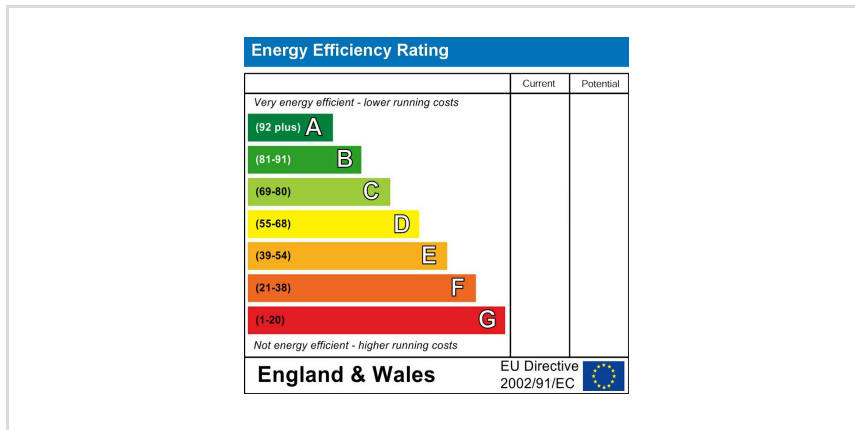 Energy Efficiency Rating
Current Potential
Very energy efficient - lower running costs
(92 plus) A
(81-91) B
(69-80) C
(55-68) D
(39-54) E
(21-38) F
(1-20) G
Not energy efficient - higher running costs
England & Wales
EU Directive
2002/91/EC